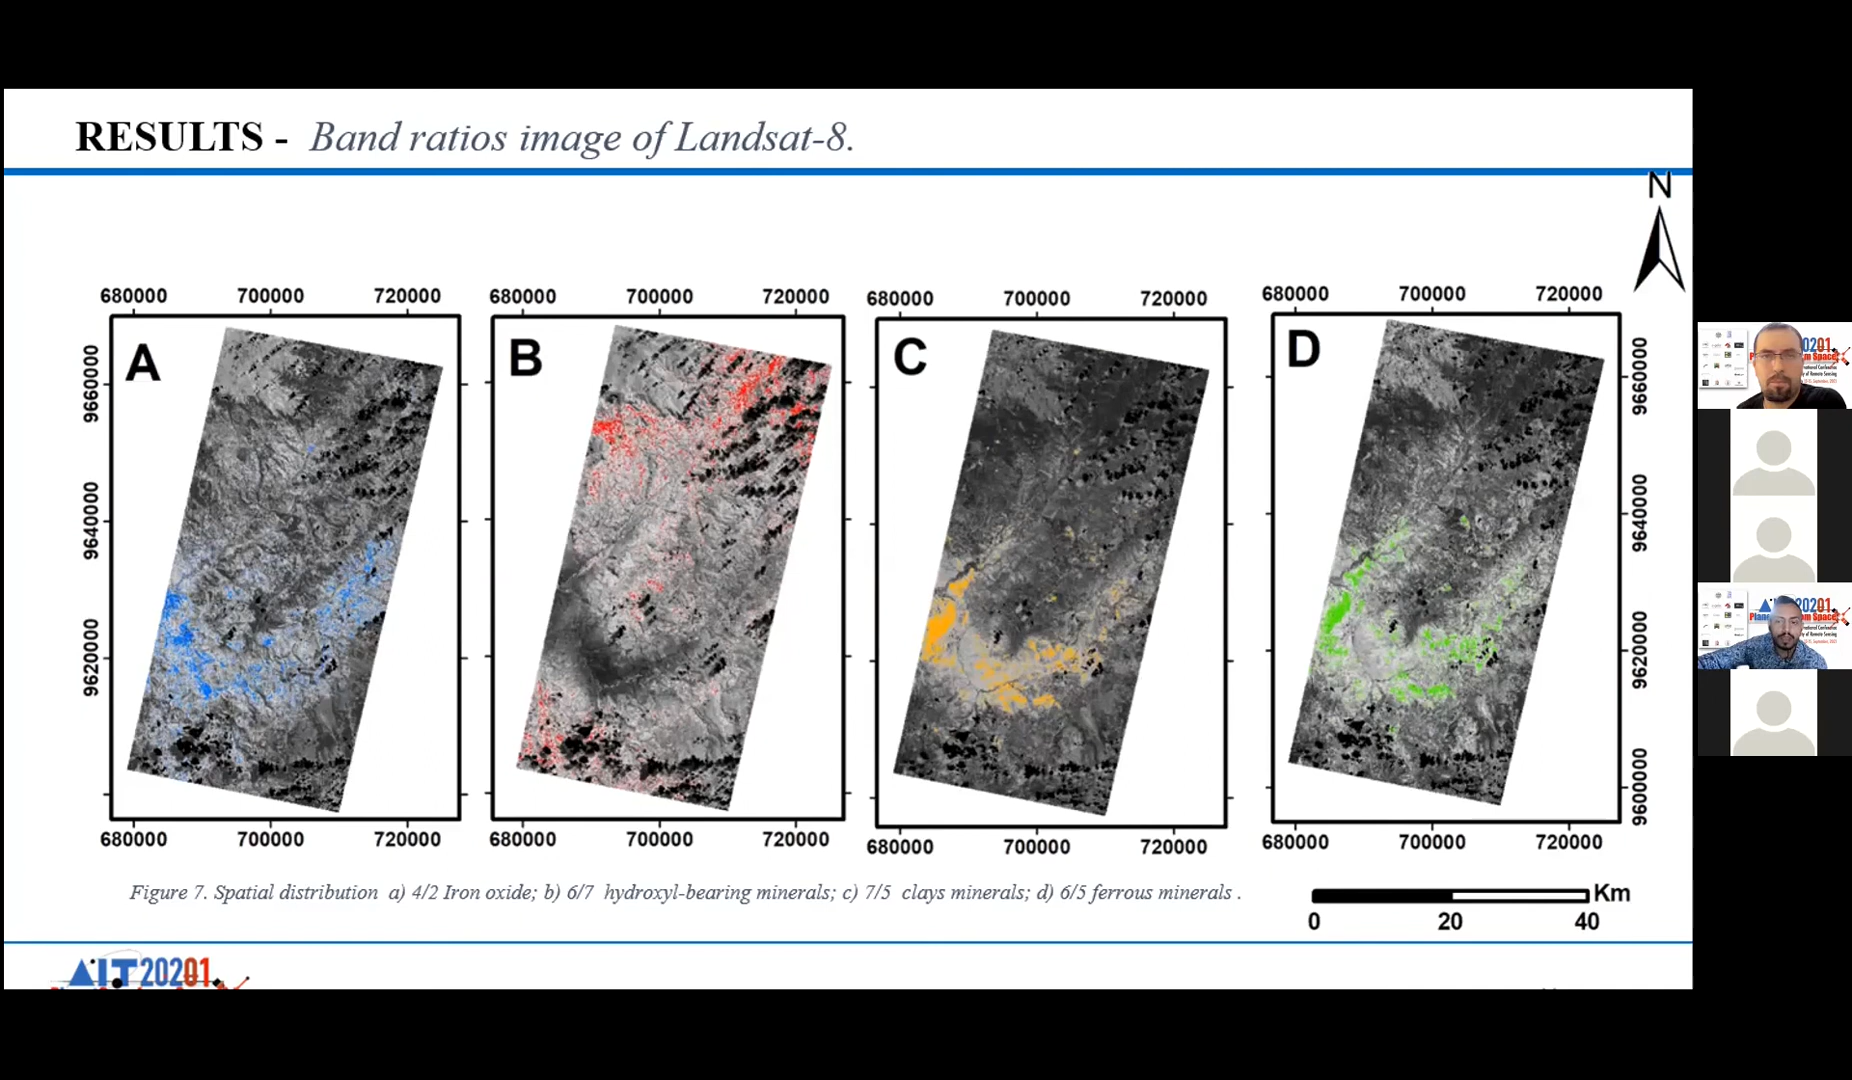 RESULTS - Band ratios image of Landsat-8.
N
680000 700000 720000
680000 700000 720000
680000 700000 720000
680000 700000 720000
A
B
C
D
9660000
9640000
9620000
9660000
9640000
9620000
9600000
680000 700000 720000
680000 700000 720000
680000 700000 720000
680000 700000 720000
Figure 7. Spatial distribution a) 4/2 Iron oxide; b) 6/7 hydroxyl-bearing minerals; c) 7/5 clays minerals; d) 6/5 ferrous minerals .
Km
0 20 40
AIT20201